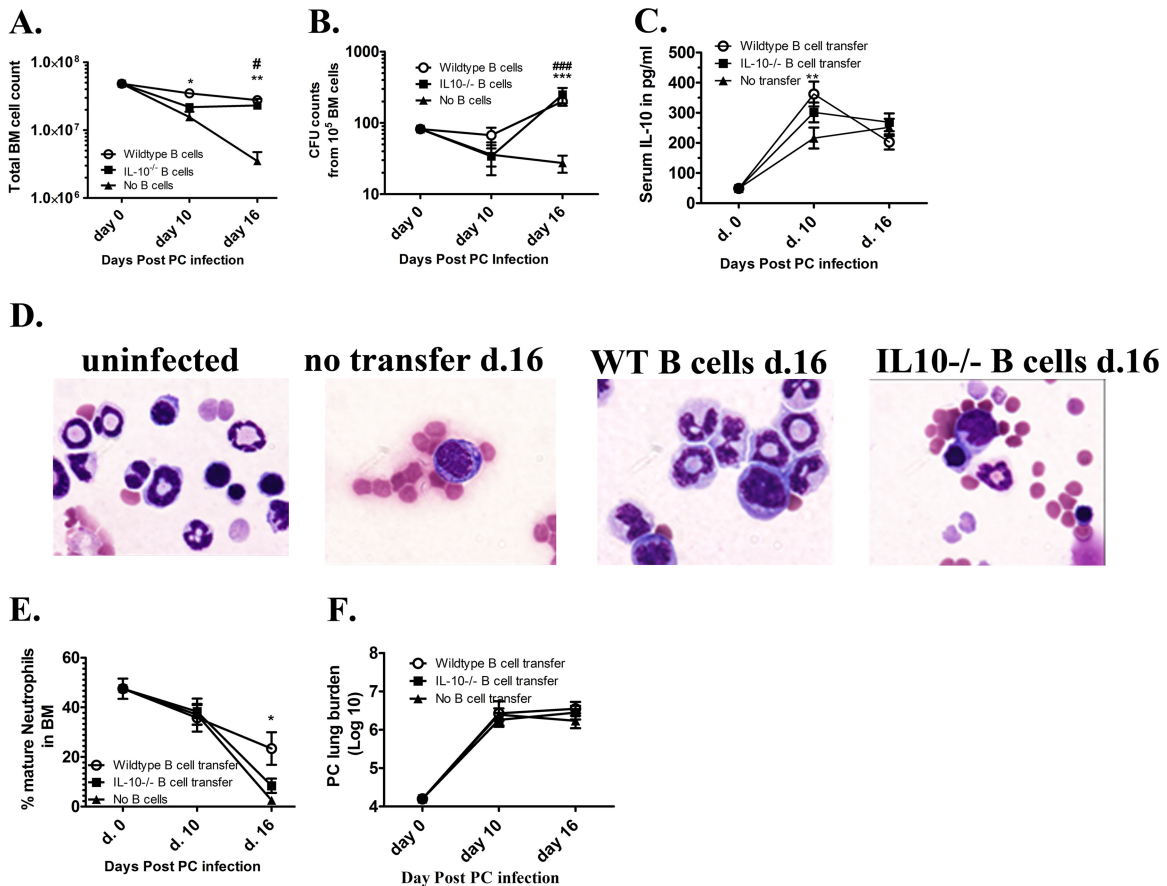 A.
1.0×10⁸
1.0×10⁷
1.0×10⁶
Total BM cell count
#
*
**
Wildtype B cells
IL-10⁻/⁻ B cells
No B cells
day 0
day 10
day 16
Days Post PC infection
B.
1000
100
10
CFU counts
from 10⁵ BM cells
Wildtype B cells
IL10-/- B cells
No B cells
###
***
day 0
day 10
day 16
Days Post PC Infection
C.
500
400
300
200
100
0
Serum IL-10 in pg/ml
Wildtype B cell transfer
IL-10-/- B cell transfer
No transfer
**
d. 0
d. 10
d. 16
Days Post PC infection
D.
uninfected
no transfer d.16
WT B cells d.16
IL10-/- B cells d.16
E.
60
40
20
0
% mature Neutrophils
in BM
*
Wildtype B cell transfer
IL-10-/- B cell transfer
No B cells
d. 0
d. 10
d. 16
Days Post PC infection
F.
8
7
6
5
4
PC lung burden
(Log 10)
Wildtype B cell transfer
IL-10-/- B cell transfer
No B cell transfer
day 0
day 10
day 16
Day Post PC infection